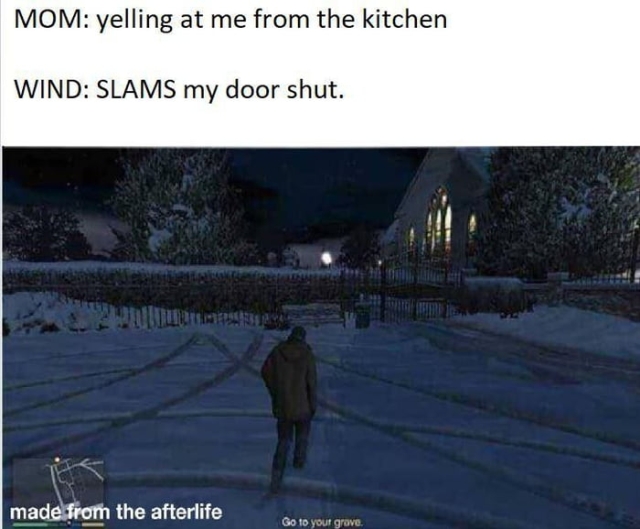 MOM: yelling at me from the kitchen
WIND: SLAMS my door shut.
made from the afterlife
Go to your grave.